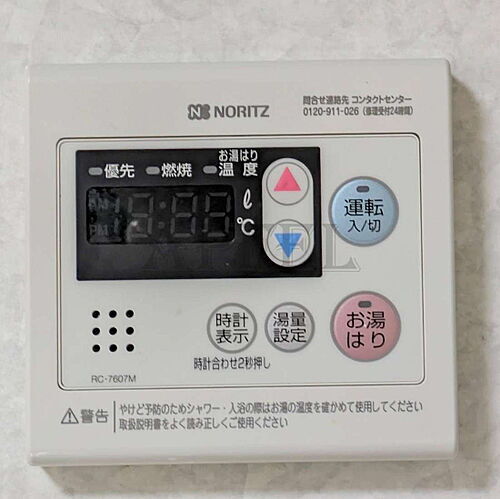 NORITZ
問合せ連絡先 コンタクトセンター
0120-911-026(修理受付24時間)
優先 燃焼 お湯はり
温度
AM
PM
ℓ
℃
運転
入/切
時計
表示
湯量
設定
お湯
はり
時計合わせ2秒押し
RC-7607M
警告
やけど予防のためシャワー・入浴の際はお湯の温度を確かめて使用してください
取扱説明書をよく読み正しくご使用ください